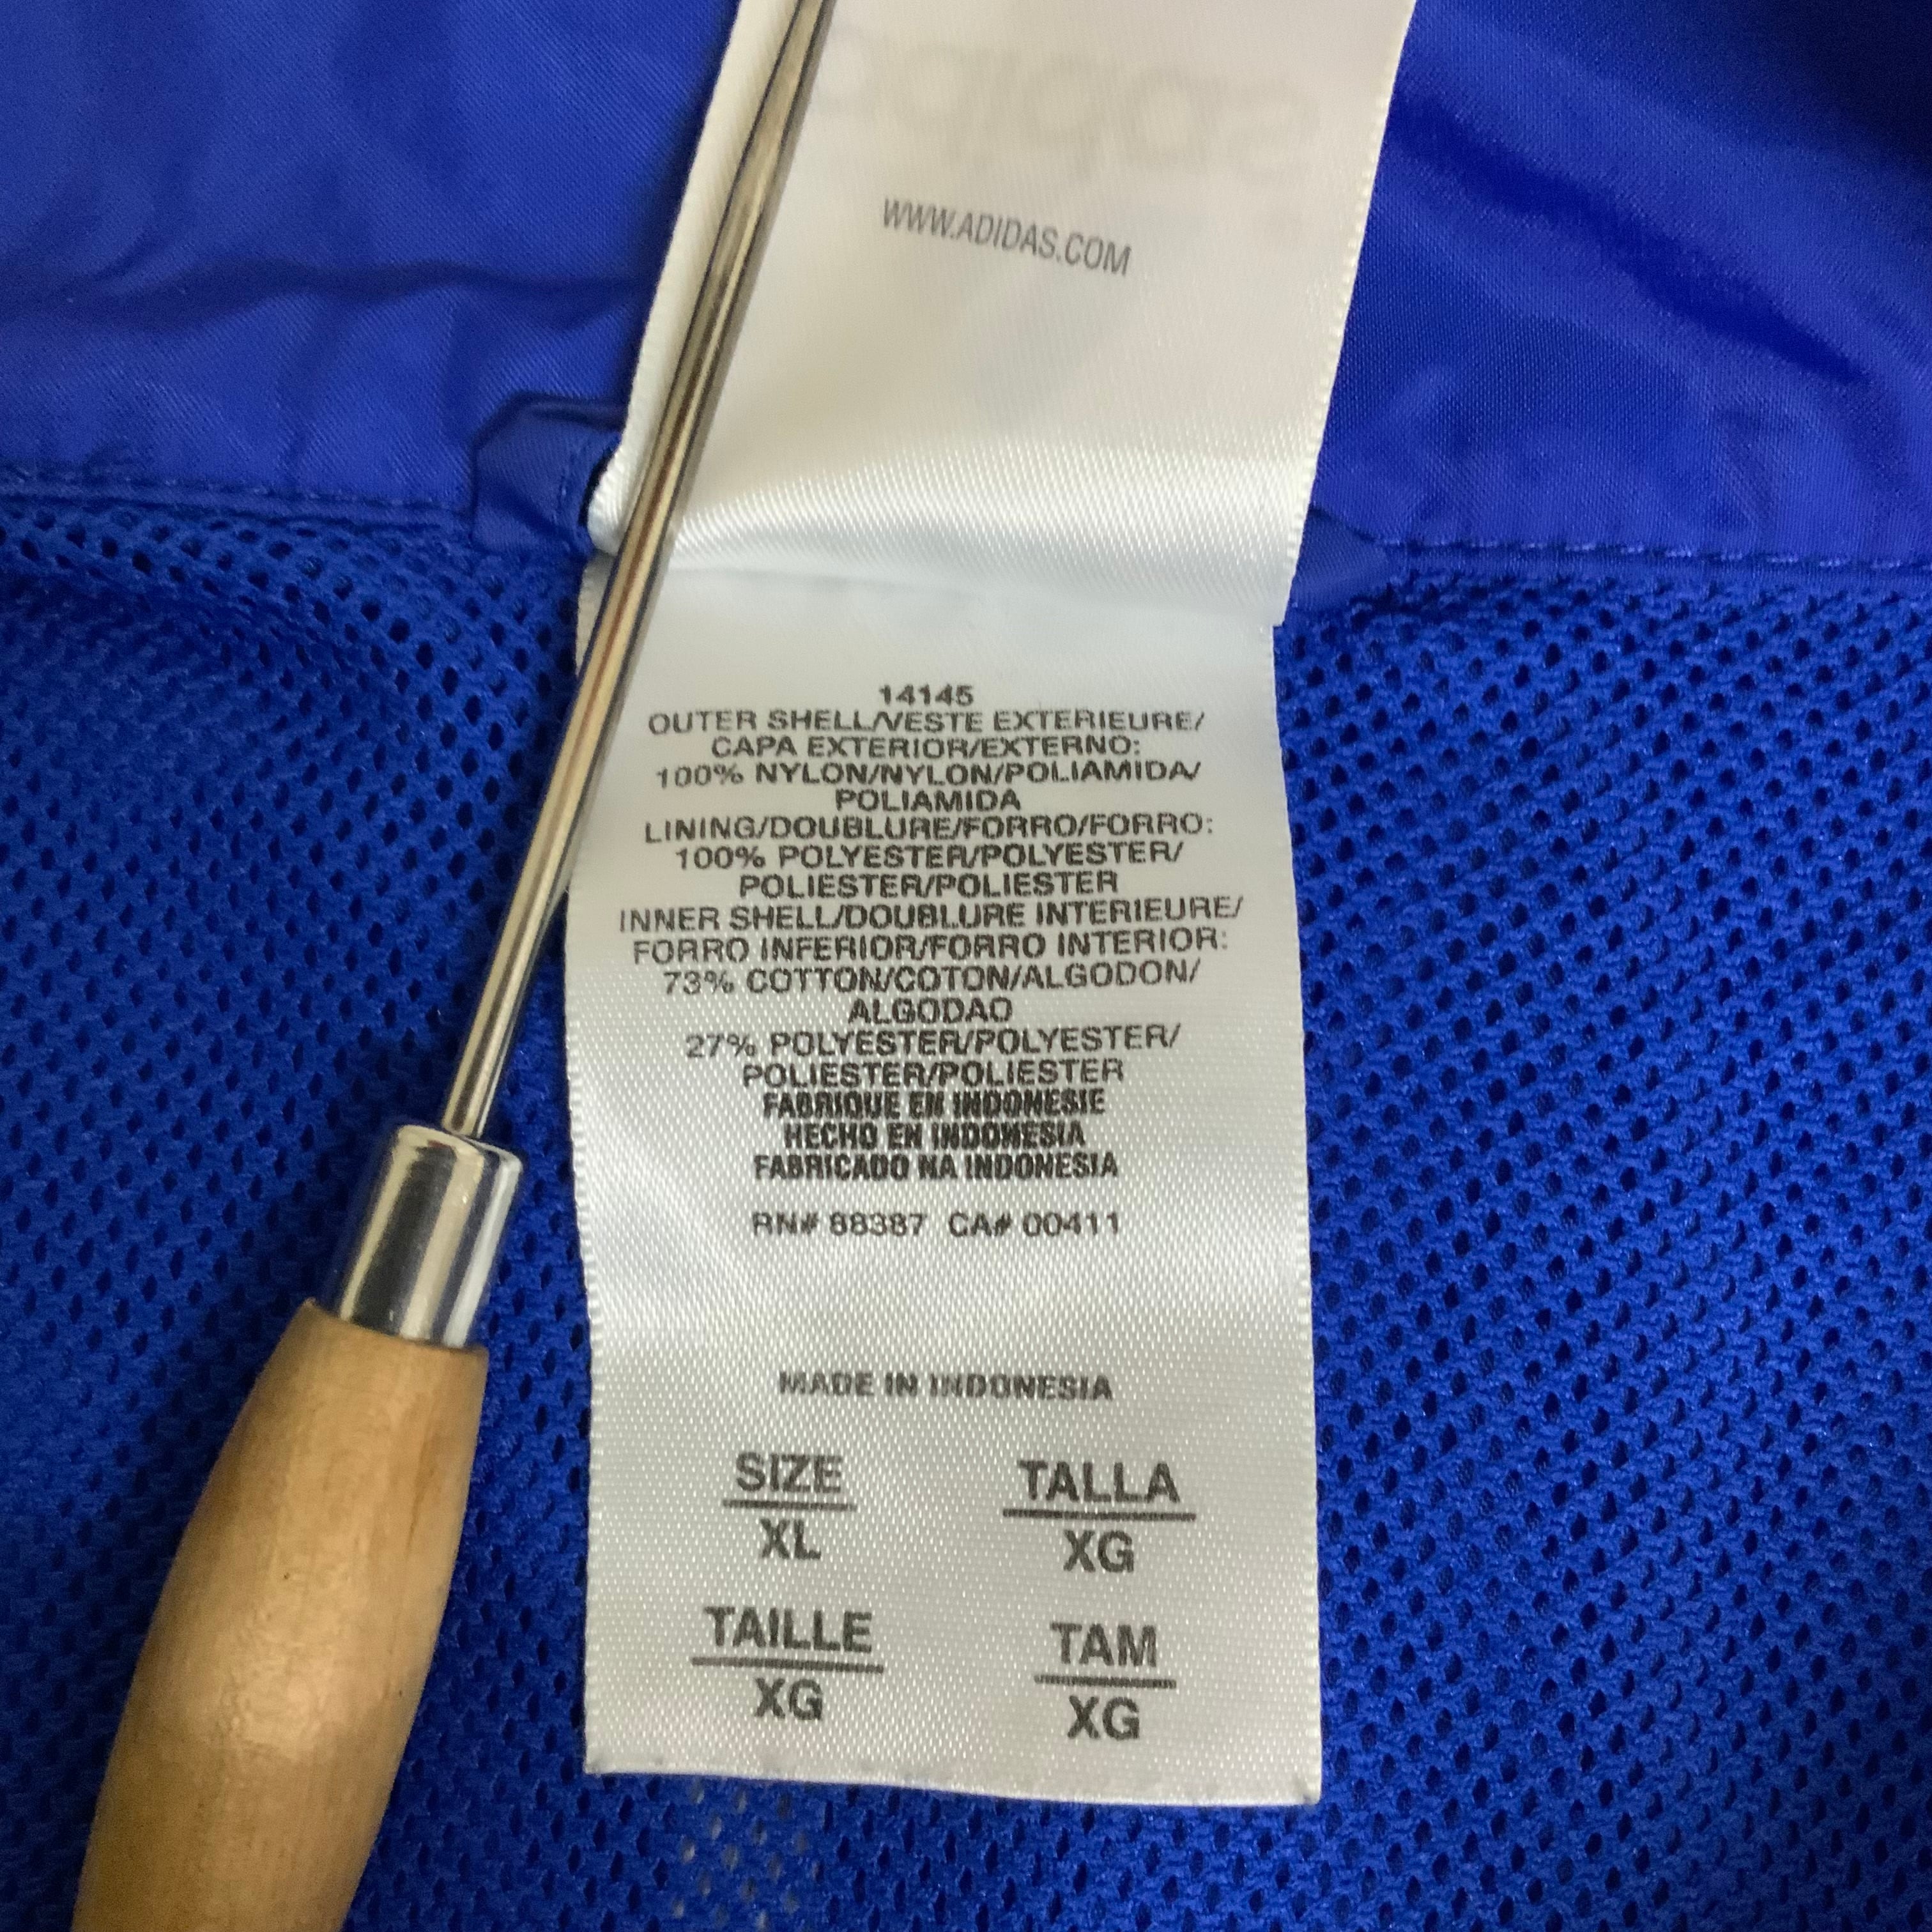 WWW.ADIDAS.COM
14145
OUTER SHELL/VESTE EXTERIEURE/
CAPA EXTERIOR/EXTERNO:
100% NYLON/NYLON/POLIAMIDA/
POLIAMIDA
LINING/DOUBLURE/FORRO/FORRO:
100% POLYESTER/POLYESTER/
POLIESTER/POLIESTER
INNER SHELL/DOUBLURE INTERIEURE/
FORRO INFERIOR/FORRO INTERIOR:
73% COTTON/COTON/ALGODON/
ALGODAO
27% POLYESTER/POLYESTER/
POLIESTER/POLIESTER
FABRIQUE EN INDONESIE
HECHO EN INDONESIA
FABRICADO NA INDONESIA
RN# 88387 CA# 00411
MADE IN INDONESIA
SIZE TALLA
XL XG
TAILLE TAM
XG XG